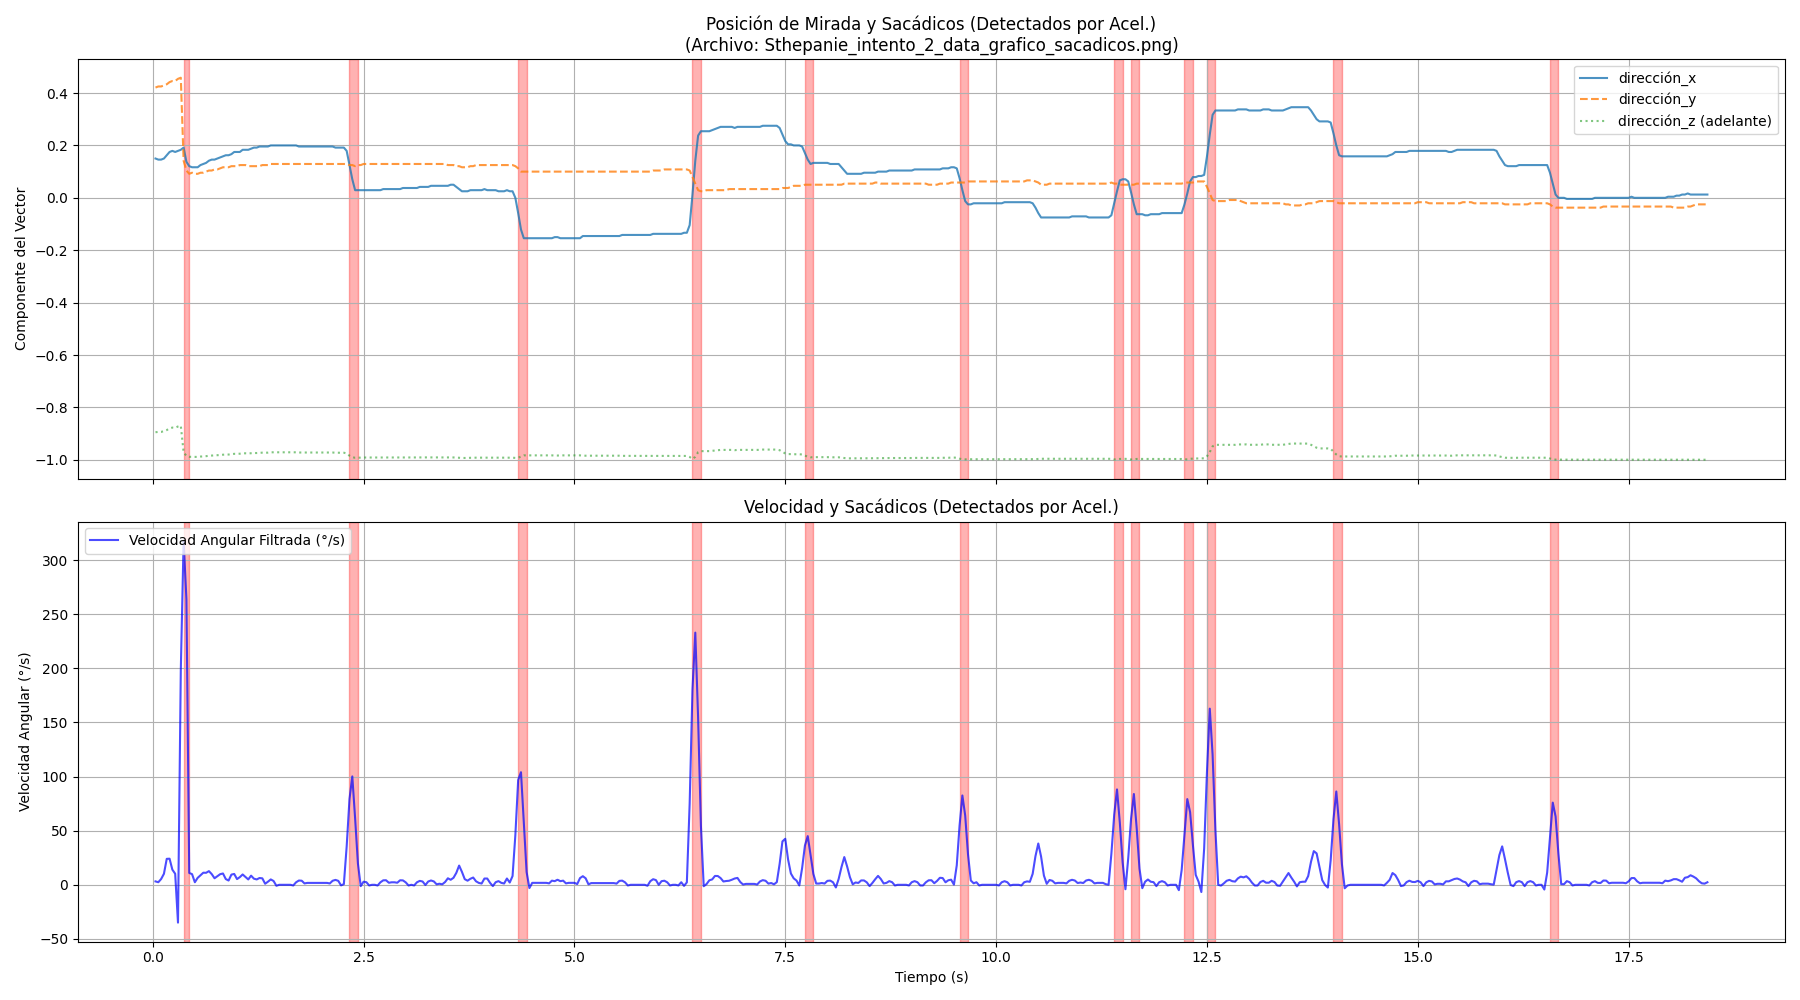 Posición de Mirada y Sacádicos (Detectados por Acel.)
(Archivo: Sthepanie_intento_2_data_grafico_sacadicos.png)
dirección_x
dirección_y
dirección_z (adelante)
Componente del Vector
0.4
0.2
0.0
−0.2
−0.4
−0.6
−0.8
−1.0
Velocidad y Sacádicos (Detectados por Acel.)
Velocidad Angular Filtrada (°/s)
Velocidad Angular (°/s)
300
250
200
150
100
50
0
−50
0.0 2.5 5.0 7.5 10.0 12.5 15.0 17.5
Tiempo (s)